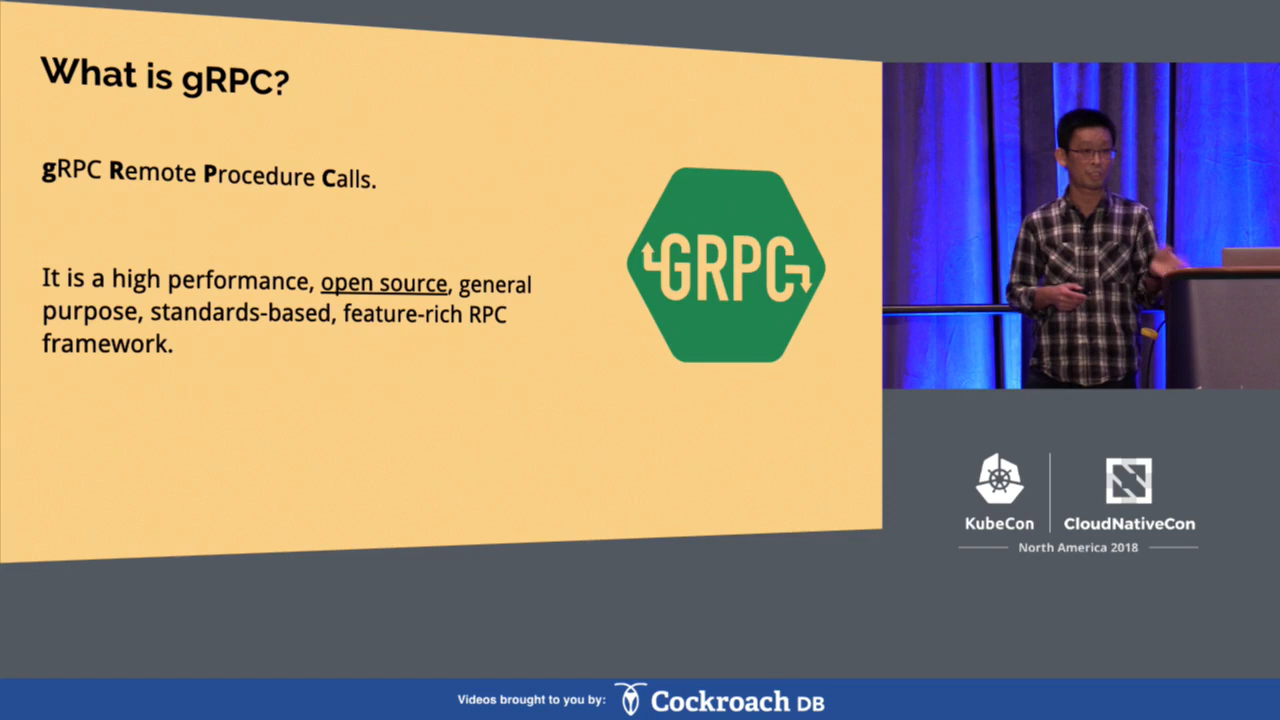 What is gRPC?
gRPC Remote Procedure Calls.
It is a high performance, open source, general
purpose, standards-based, feature-rich RPC
framework.
GRPC
KubeCon
CloudNativeCon
North America 2018
Videos brought to you by: Cockroach DB